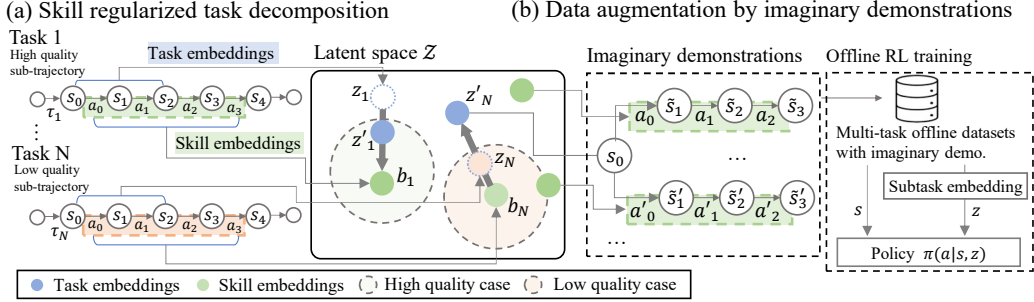 (a) Skill regularized task decomposition
(b) Data augmentation by imaginary demonstrations
Task 1
High quality
sub-trajectory
Task embeddings
τ₁
s₀ s₁ s₂ s₃ s₄
a₀ a₁ a₂ a₃
Skill embeddings
⋮
Task N
Low quality
sub-trajectory
τ_N
s₀ s₁ s₂ s₃ s₄
a₀ a₁ a₂ a₃
Latent space 𝒵
z₁
z'₁
b₁
z'_N
z_N
b_N
Imaginary demonstrations
s₀
a₀ s̃₁ a₁ s̃₂ a₂ s̃₃
...
a'₀ s̃'₁ a'₁ s̃'₂ a'₂ s̃'₃
...
Offline RL training
Multi-task offline datasets
with imaginary demo.
Subtask embedding
s
z
Policy π(a|s, z)
Task embeddings
Skill embeddings
High quality case
Low quality case